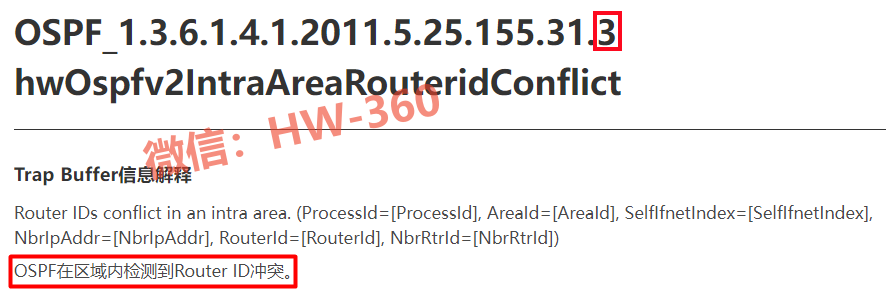 OSPF_1.3.6.1.4.1.2011.5.25.155.31.3
hwOspfv2IntraAreaRouteridConflict
微信：HW-360
Trap Buffer信息解释
Router IDs conflict in an intra area. (ProcessId=[ProcessId], AreaId=[AreaId], SelfIfnetIndex=[SelfIfnetIndex],
NbrIpAddr=[NbrIpAddr], RouterId=[RouterId], NbrRtrId=[NbrRtrId])
OSPF在区域内检测到Router ID冲突。